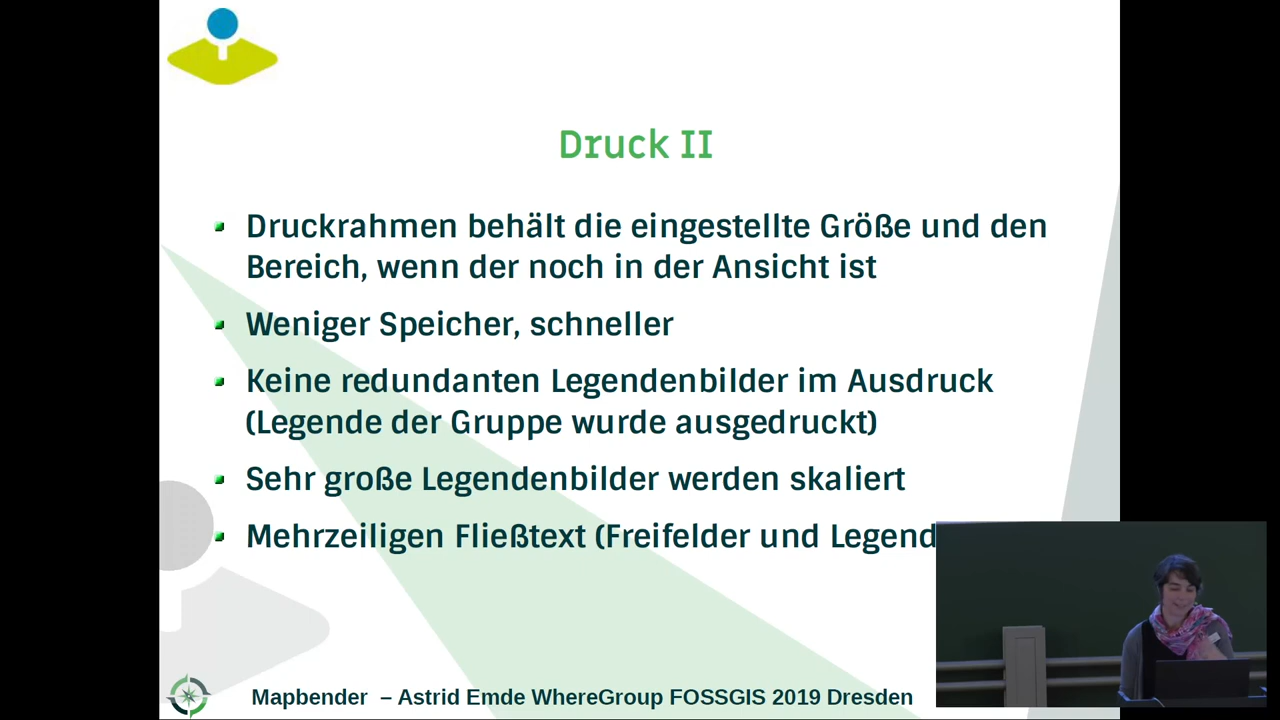 Druck II
Druckrahmen behält die eingestellte Größe und den
Bereich, wenn der noch in der Ansicht ist
Weniger Speicher, schneller
Keine redundanten Legendenbilder im Ausdruck
(Legende der Gruppe wurde ausgedruckt)
Sehr große Legendenbilder werden skaliert
Mehrzeiligen Fließtext (Freifelder und Legend
Mapbender – Astrid Emde WhereGroup FOSSGIS 2019 Dresden